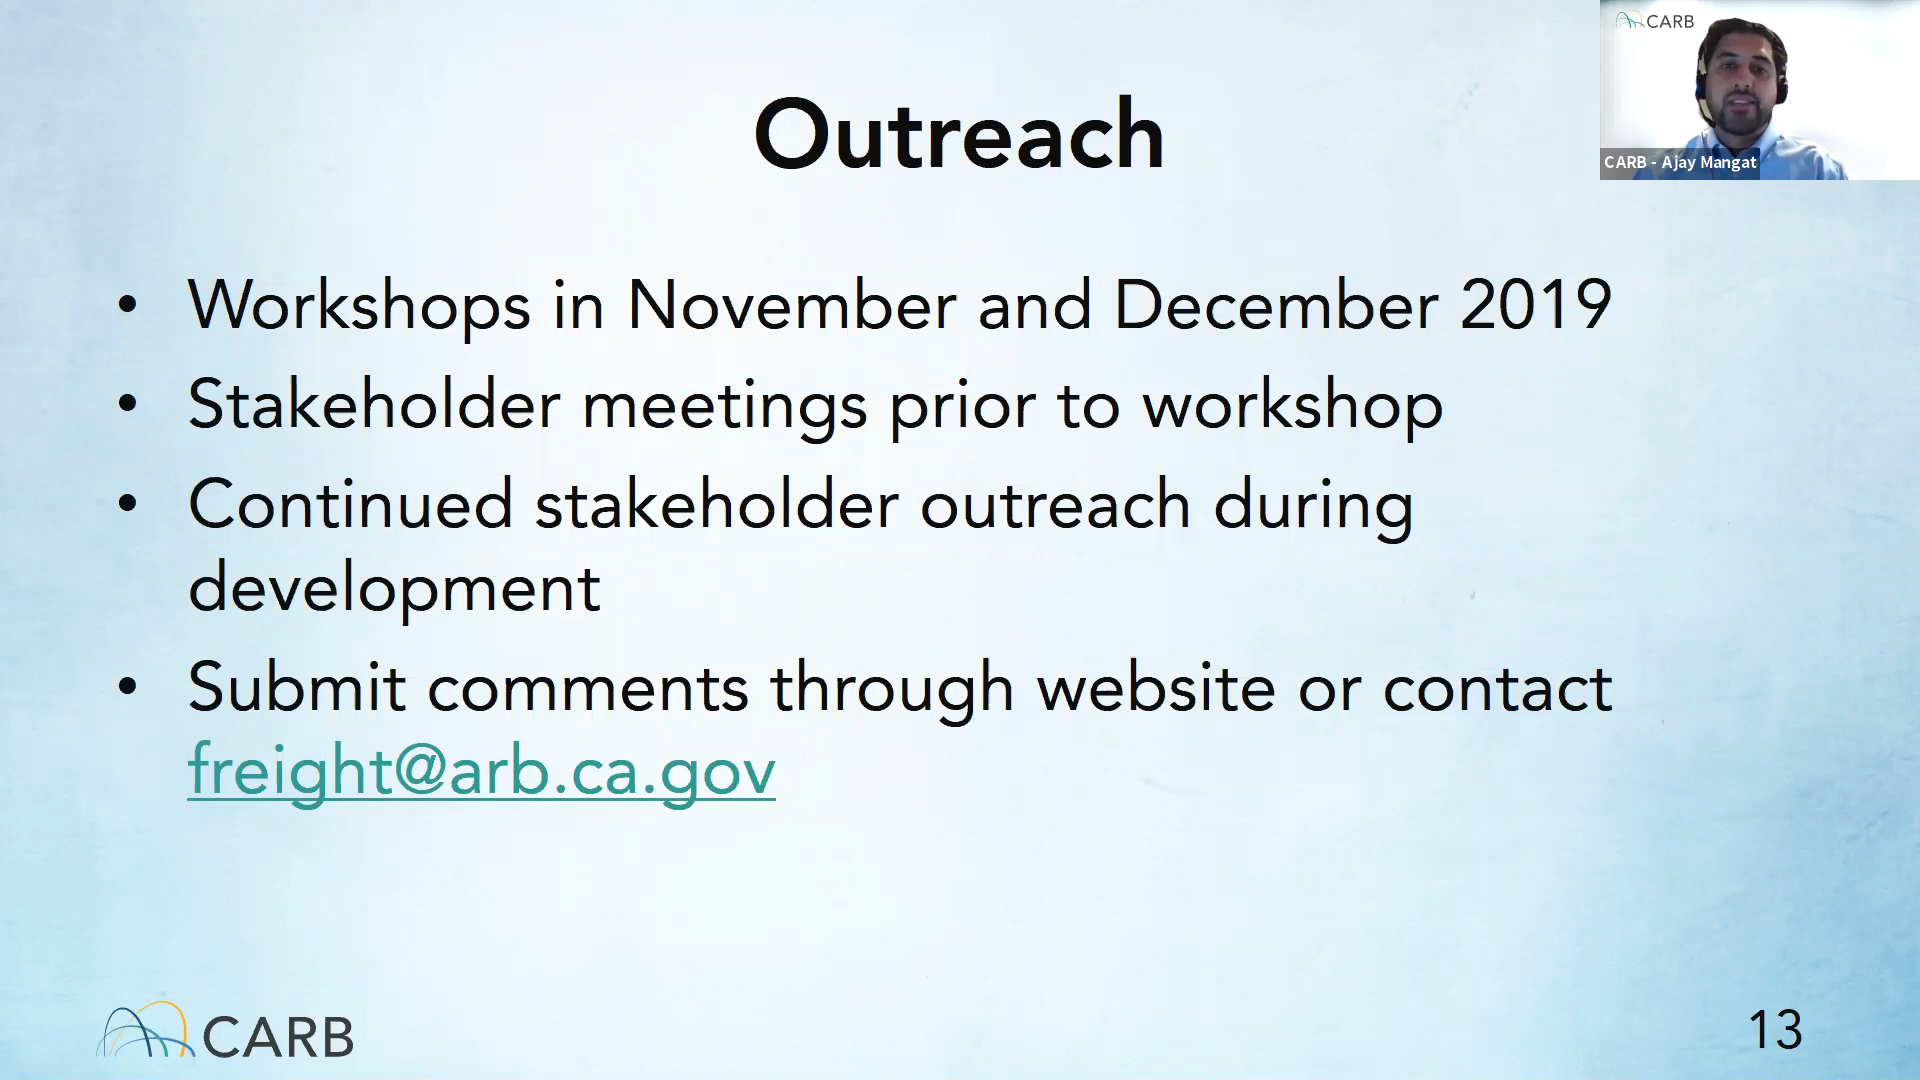 CARB
CARB - Ajay Mangat
Outreach
• Workshops in November and December 2019
• Stakeholder meetings prior to workshop
• Continued stakeholder outreach during
development
• Submit comments through website or contact
freight@arb.ca.gov
CARB
13